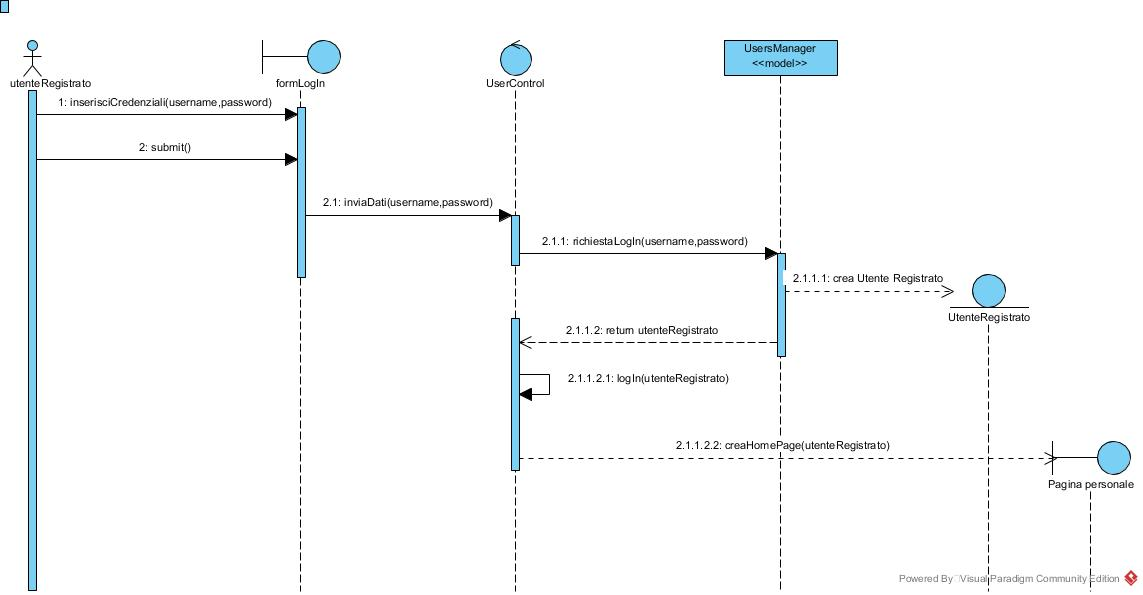 UsersManager
<<model>>
utenteRegistrato
formLogIn
UserControl
1: inserisciCredenziali(username,password)
2: submit()
2.1: inviaDati(username,password)
2.1.1: richiestaLogIn(username,password)
2.1.1.1: crea Utente Registrato
UtenteRegistrato
2.1.1.2: return utenteRegistrato
2.1.1.2.1: logIn(utenteRegistrato)
2.1.1.2.2: creaHomePage(utenteRegistrato)
Pagina personale
Powered By Visual Paradigm Community Edition